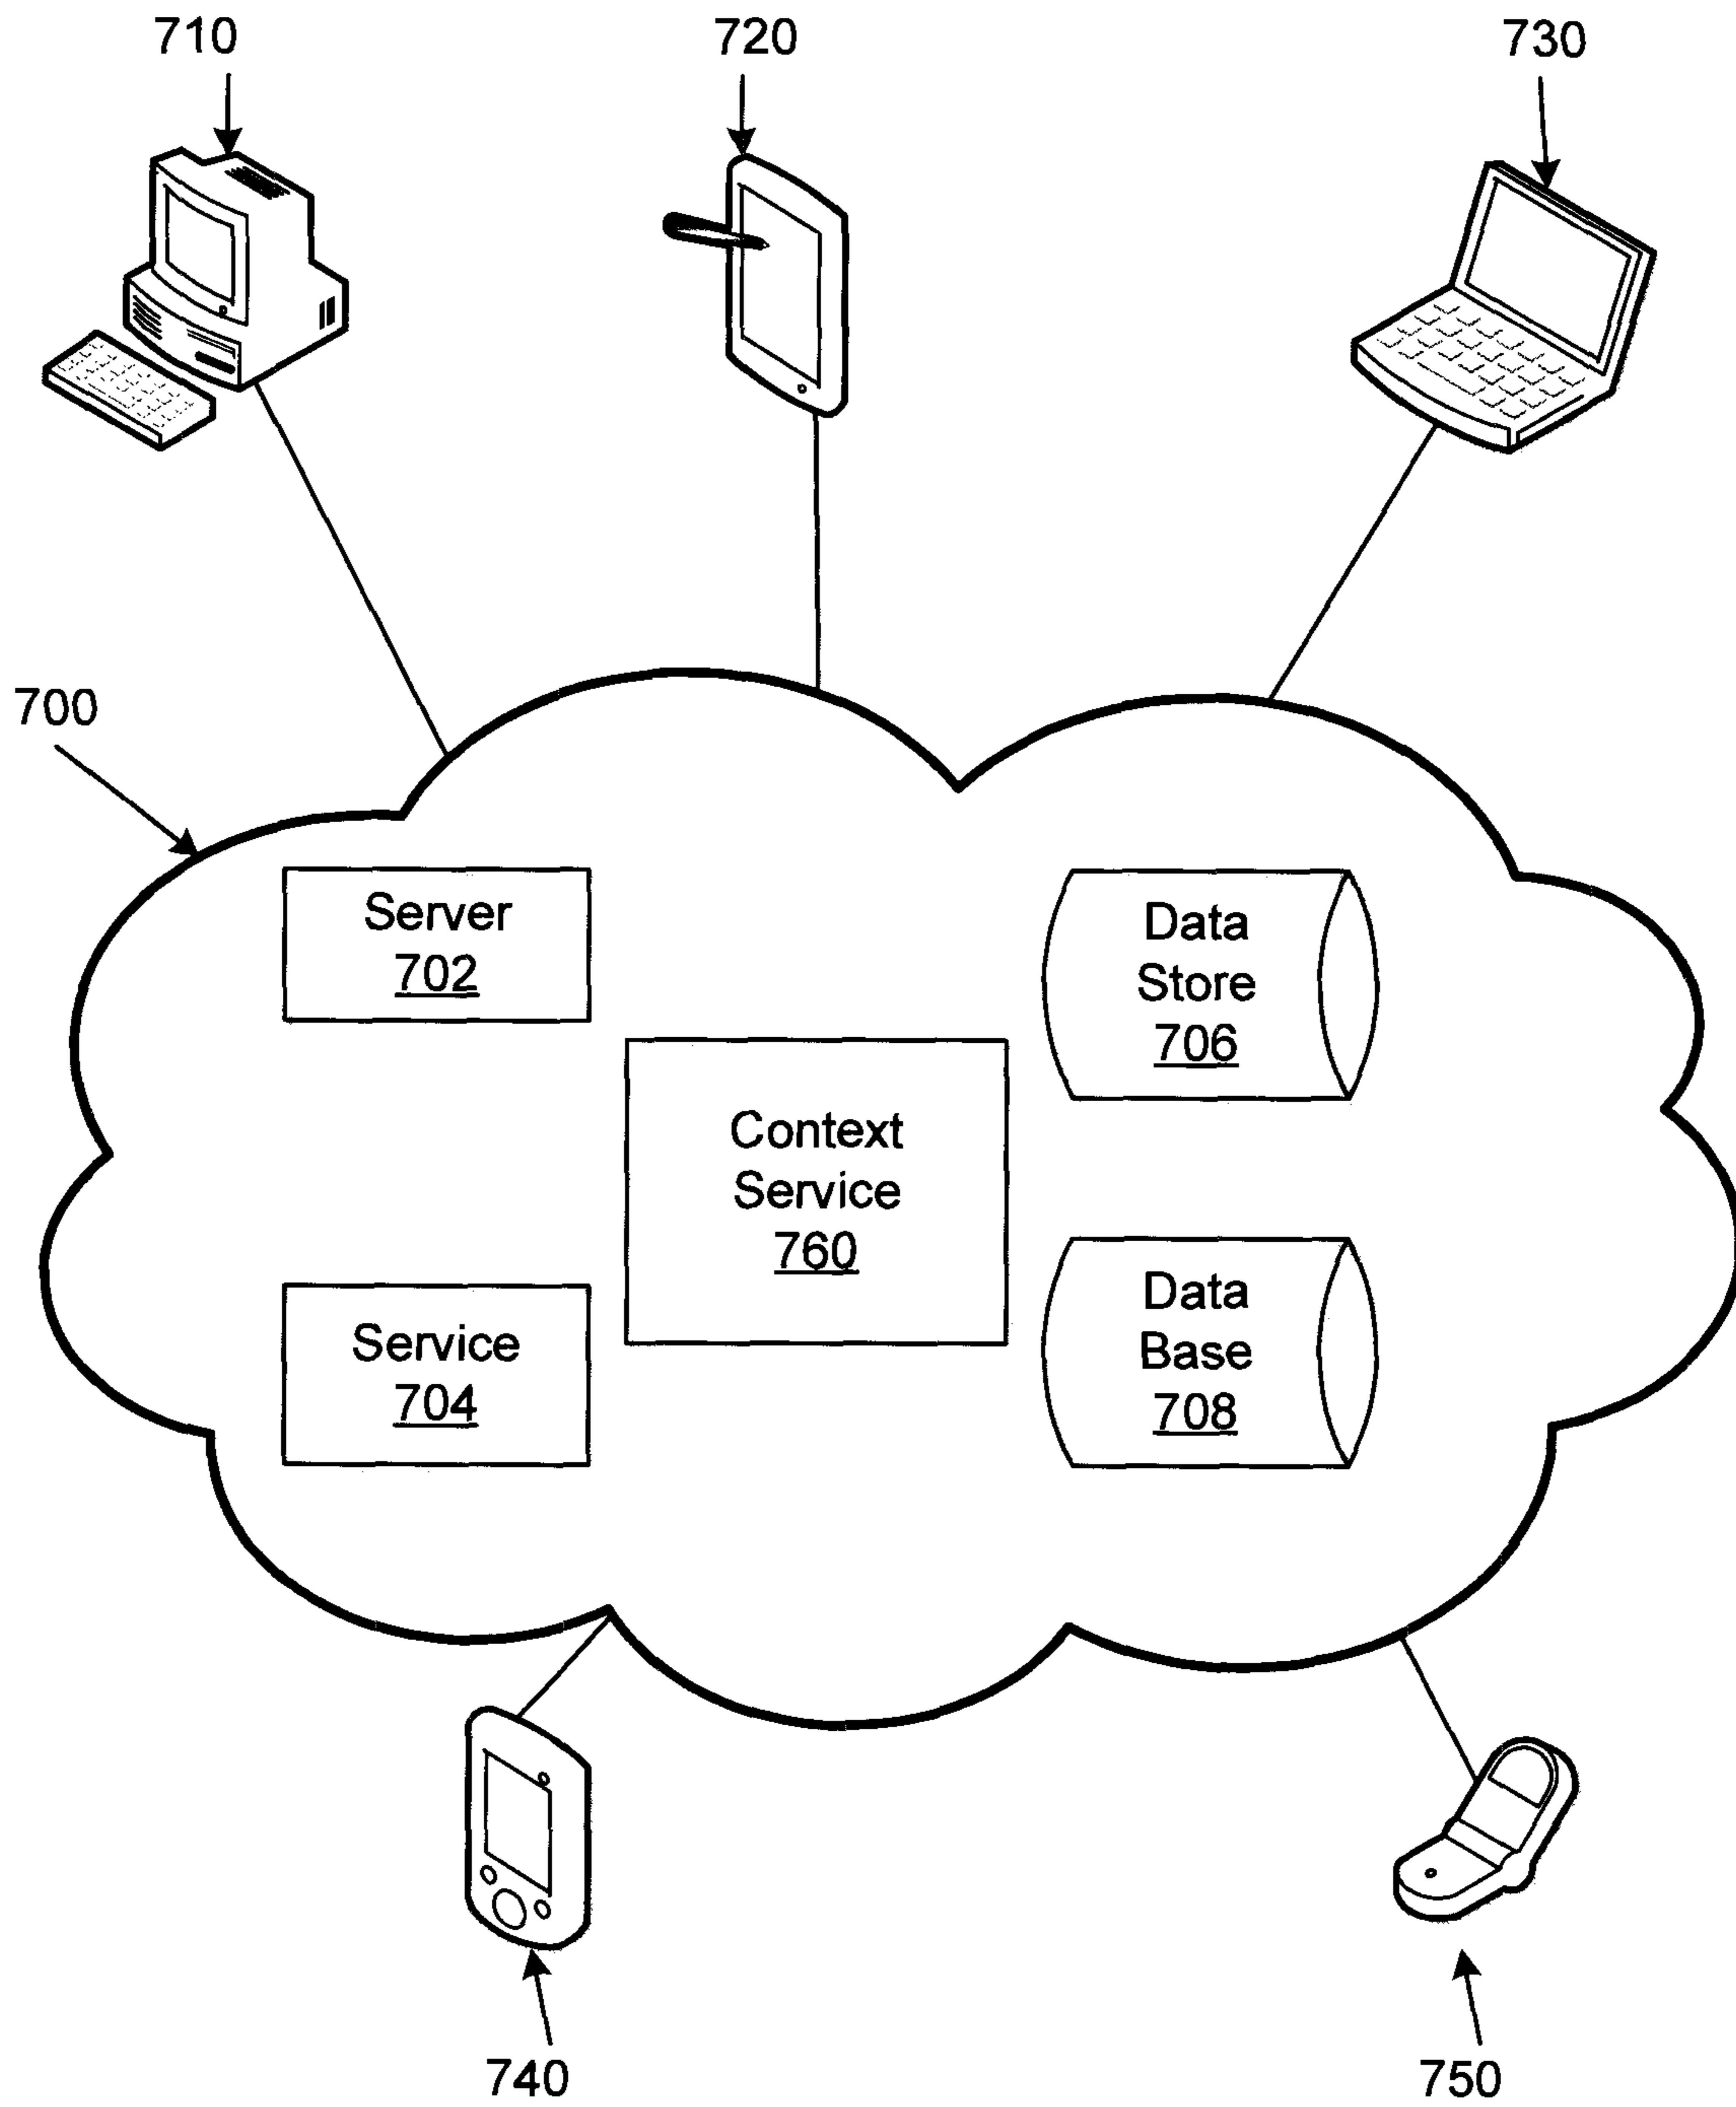 710
720
730
700
Server
702
Data
Store
706
Context
Service
760
Service
704
Data
Base
708
740
750